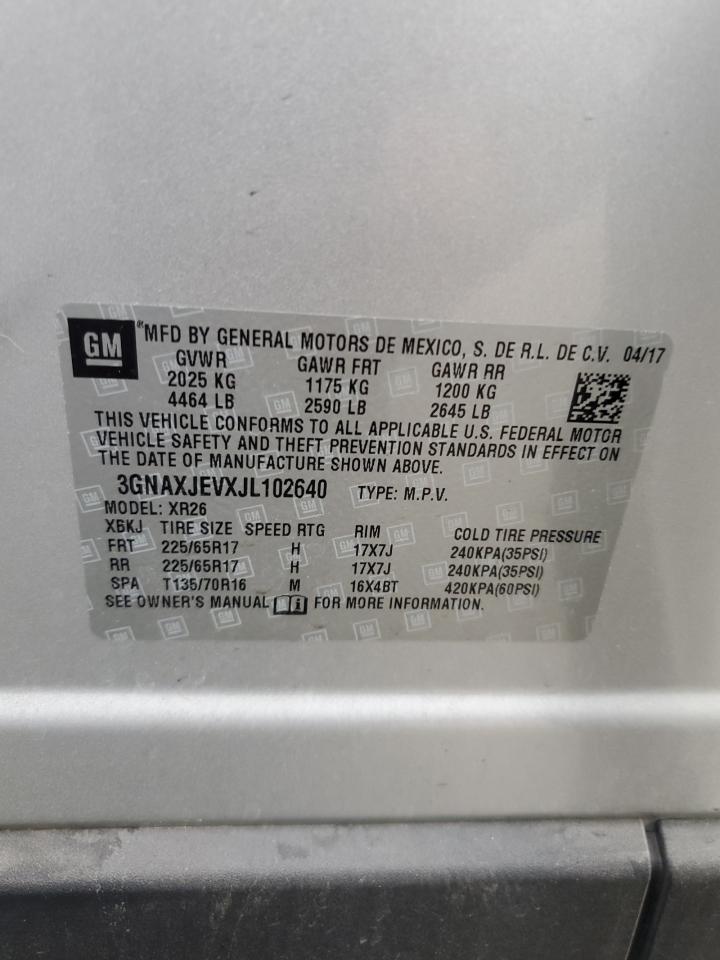 GM ®MFD BY GENERAL MOTORS DE MEXICO, S. DE R.L. DE C.V. 04/17
GVWR GAWR FRT GAWR RR
2025 KG 1175 KG 1200 KG
4464 LB 2590 LB 2645 LB
THIS VEHICLE CONFORMS TO ALL APPLICABLE U.S. FEDERAL MOTOR
VEHICLE SAFETY AND THEFT PREVENTION STANDARDS IN EFFECT ON
THE DATE OF MANUFACTURE SHOWN ABOVE.
3GNAXJEVXJL102640 TYPE: M.P.V.
MODEL: XR26
X6KJ TIRE SIZE SPEED RTG RIM COLD TIRE PRESSURE
FRT 225/65R17 H 17X7J 240KPA(35PSI)
RR 225/65R17 H 17X7J 240KPA(35PSI)
SPA T135/70R16 M 16X4BT 420KPA(60PSI)
SEE OWNER'S MANUAL FOR MORE INFORMATION.